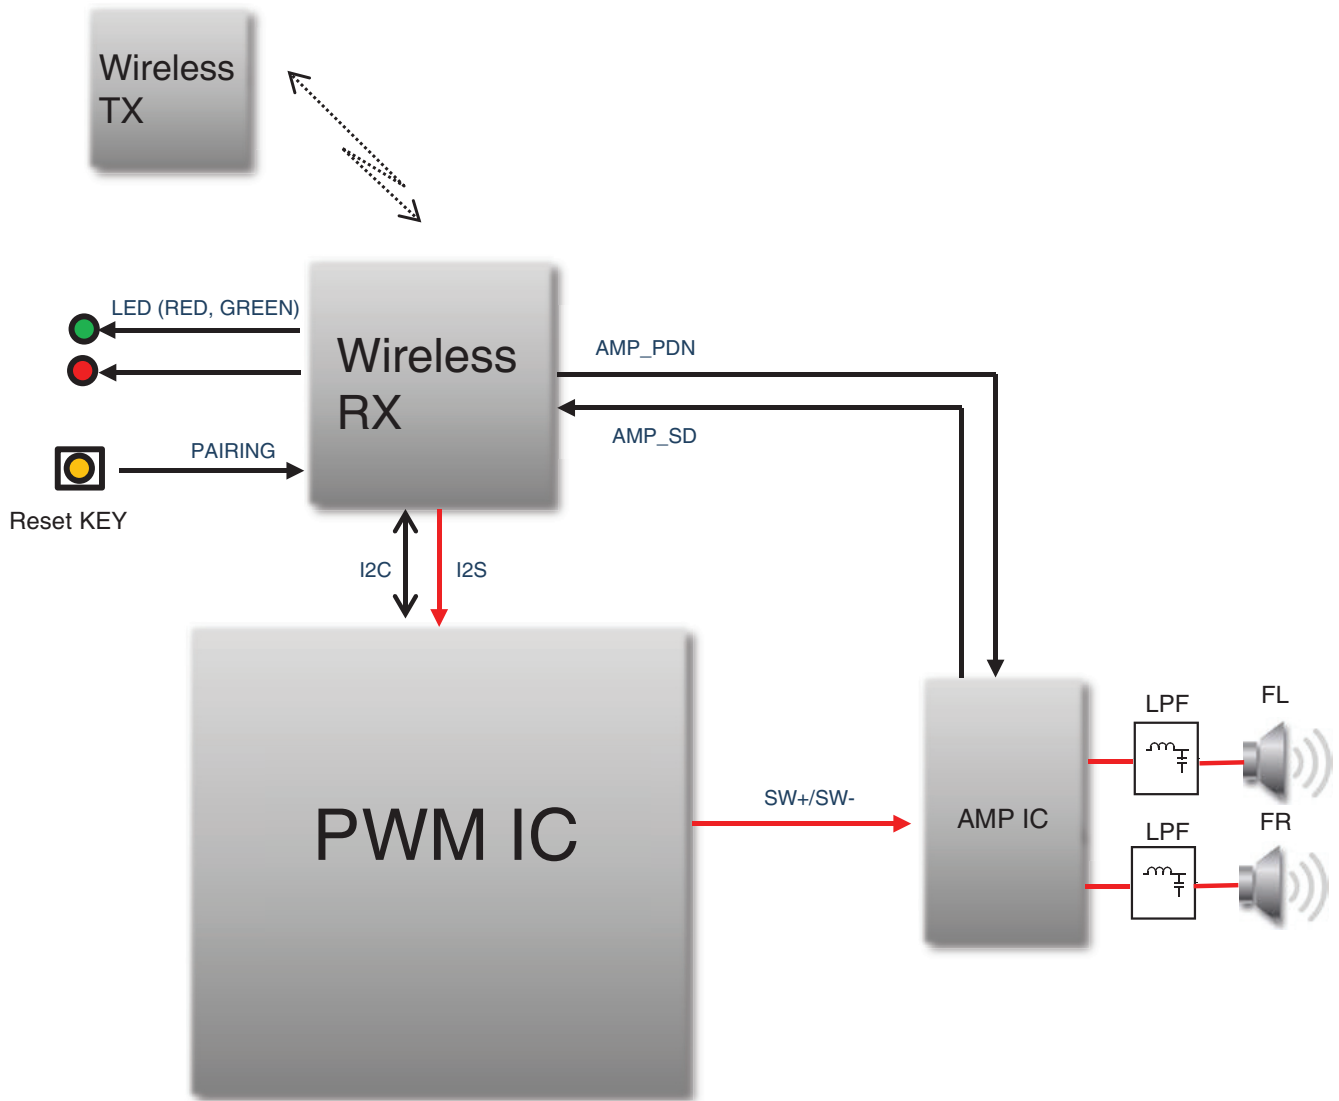 Wireless
TX
LED (RED, GREEN)
Wireless
RX
AMP_PDN
AMP_SD
PAIRING
Reset KEY
I2C
I2S
PWM IC
SW+/SW-
AMP IC
LPF
FL
LPF
FR